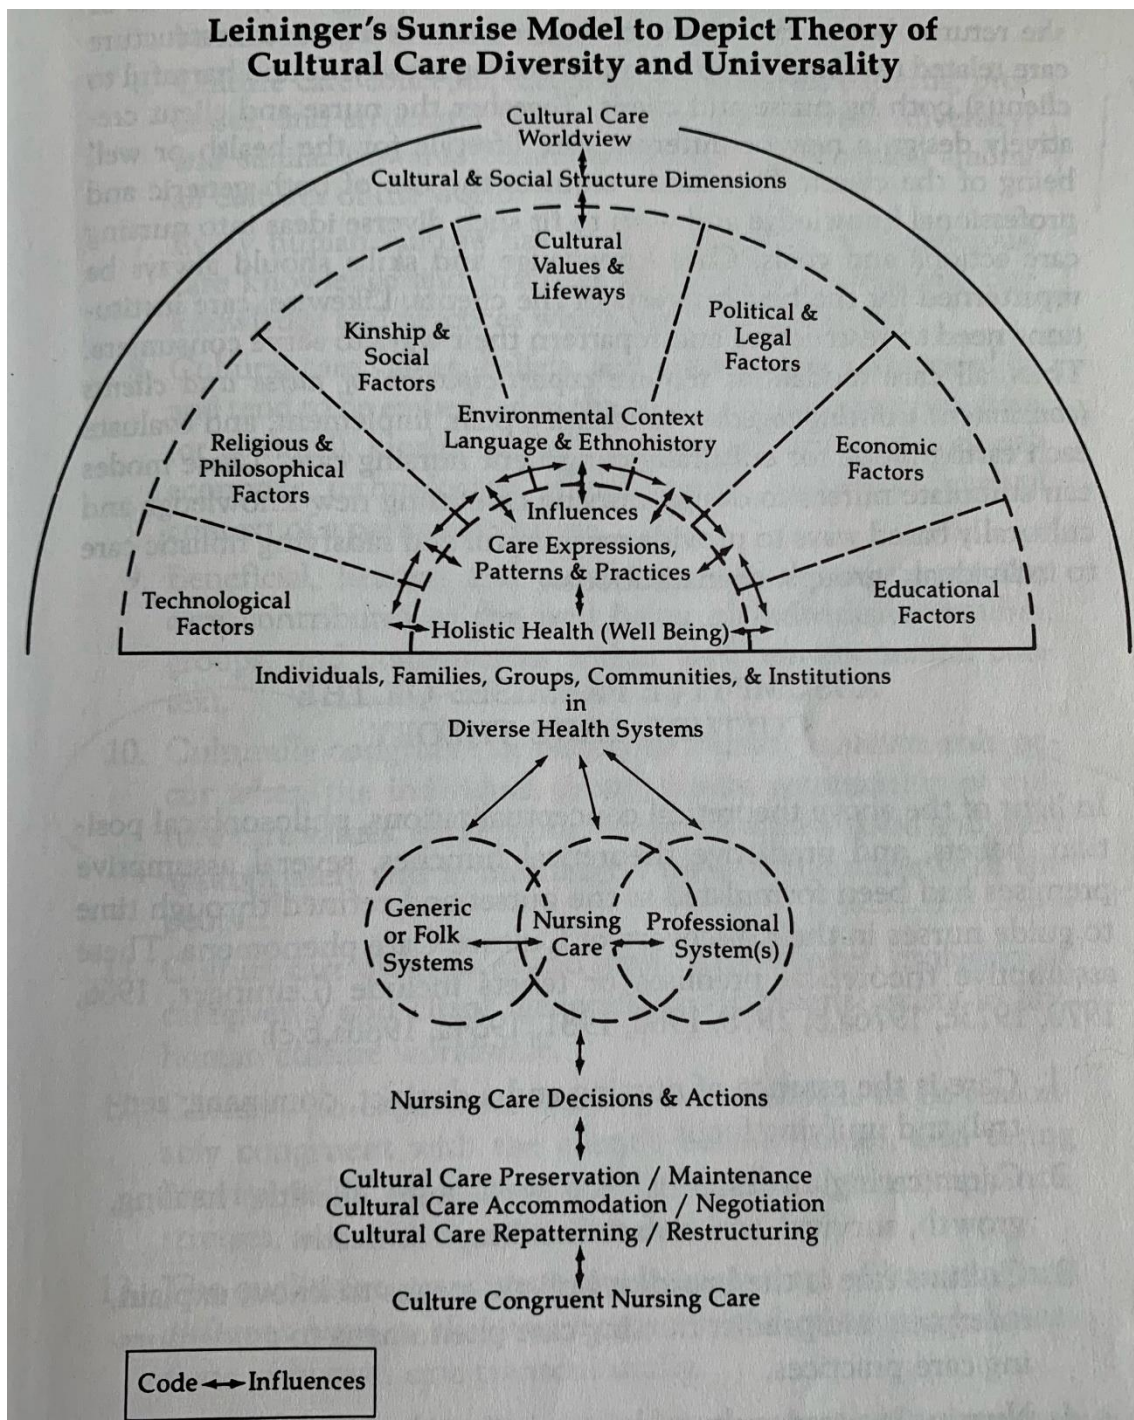 Leininger's Sunrise Model to Depict Theory of
Cultural Care Diversity and Universality
Cultural Care
Worldview
Cultural & Social Structure Dimensions
Cultural
Values &
Lifeways
Kinship &
Social
Factors
Political &
Legal
Factors
Religious &
Philosophical
Factors
Environmental Context
Language & Ethnohistory
Economic
Factors
Influences
Care Expressions,
Patterns & Practices
Technological
Factors
Educational
Factors
Holistic Health (Well Being)
Individuals, Families, Groups, Communities, & Institutions
in
Diverse Health Systems
Generic
or Folk
Systems
Nursing
Care
Professional
System(s)
Nursing Care Decisions & Actions
Cultural Care Preservation / Maintenance
Cultural Care Accommodation / Negotiation
Cultural Care Repatterning / Restructuring
Culture Congruent Nursing Care
Code Influences